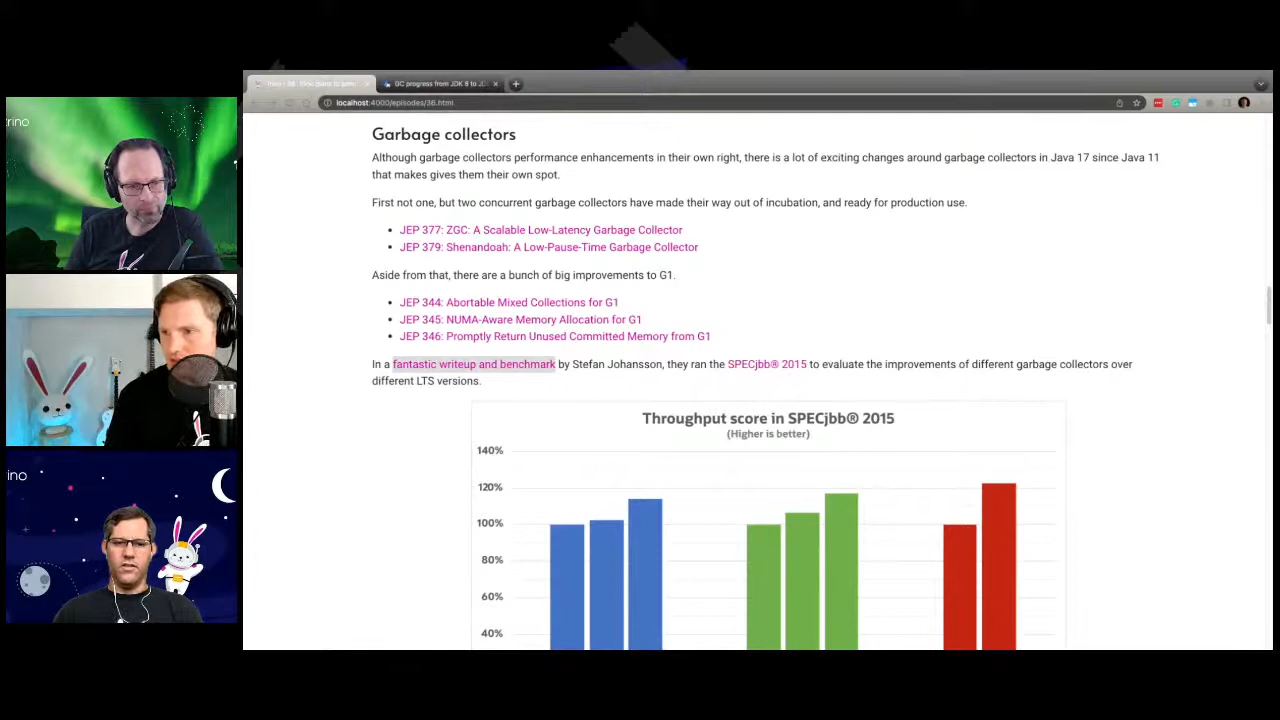 GC progress from JDK 8 to JD
localhost:4000/episodes/36.html
rino
ino
Garbage collectors
Although garbage collectors performance enhancements in their own right, there is a lot of exciting changes around garbage collectors in Java 17 since Java 11
that makes gives them their own spot.
First not one, but two concurrent garbage collectors have made their way out of incubation, and ready for production use.
• JEP 377: ZGC: A Scalable Low-Latency Garbage Collector
• JEP 379: Shenandoah: A Low-Pause-Time Garbage Collector
Aside from that, there are a bunch of big improvements to G1.
• JEP 344: Abortable Mixed Collections for G1
• JEP 345: NUMA-Aware Memory Allocation for G1
• JEP 346: Promptly Return Unused Committed Memory from G1
In a fantastic writeup and benchmark by Stefan Johansson, they ran the SPECjbb® 2015 to evaluate the improvements of different garbage collectors over
different LTS versions.
Throughput score in SPECjbb® 2015
(Higher is better)
140%
120%
100%
80%
60%
40%